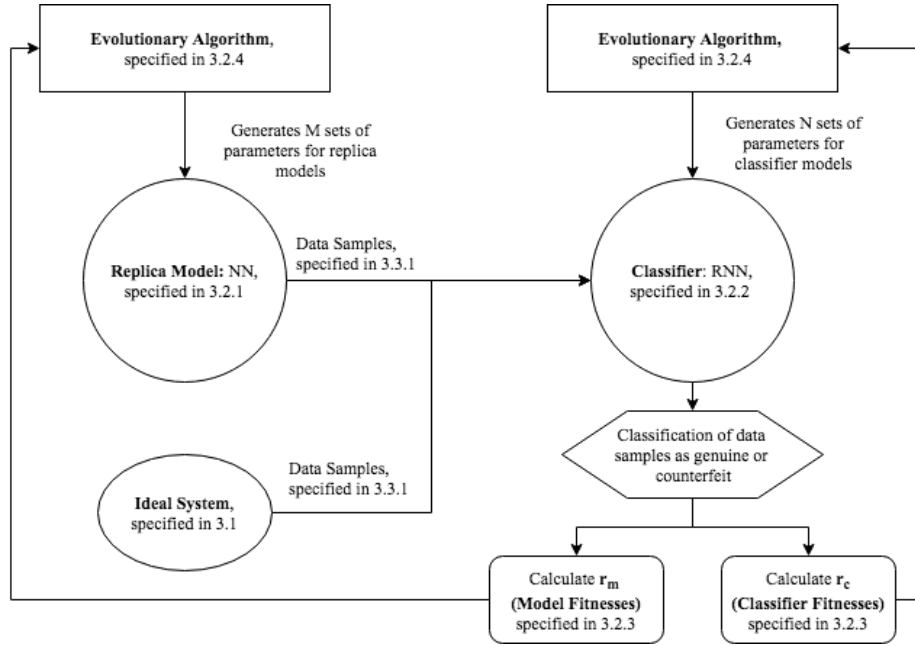 Evolutionary Algorithm,
specified in 3.2.4
Evolutionary Algorithm,
specified in 3.2.4
Generates M sets of
parameters for replica
models
Generates N sets of
parameters for
classifier models
Replica Model: NN,
specified in 3.2.1
Data Samples,
specified in 3.3.1
Classifier: RNN,
specified in 3.2.2
Ideal System,
specified in 3.1
Data Samples,
specified in 3.3.1
Classification of data
samples as genuine or
counterfeit
Calculate rm
(Model Fitnesses)
specified in 3.2.3
Calculate rc
(Classifier Fitnesses)
specified in 3.2.3